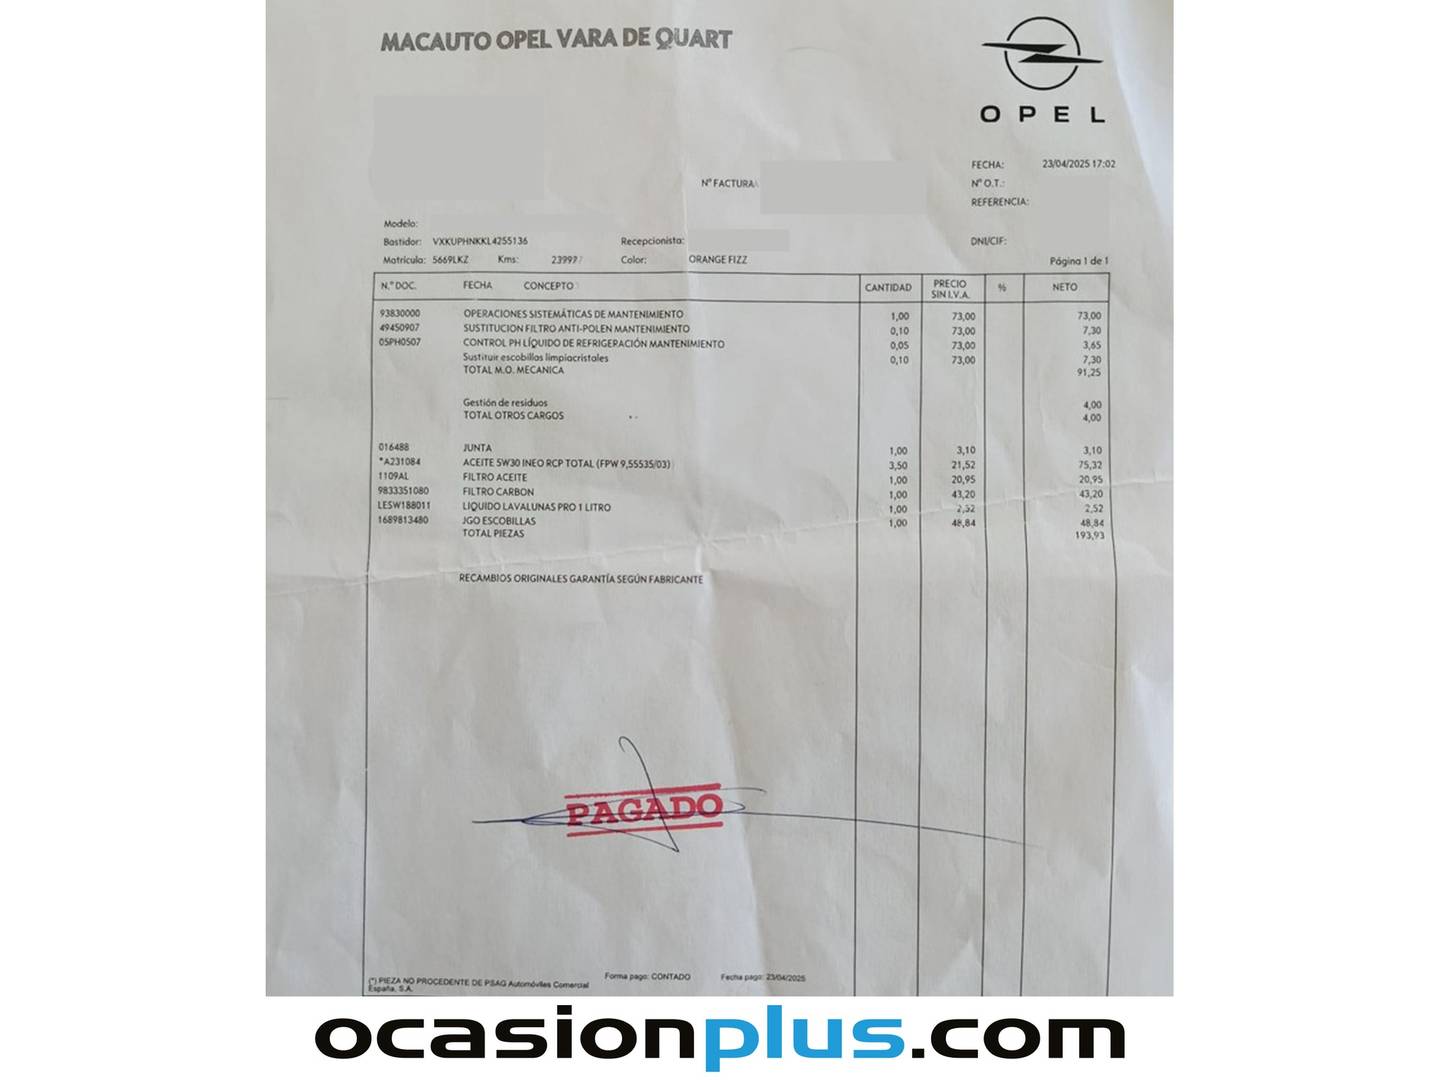 MACAUTO OPEL VARA DE QUART
OPEL
FECHA: 23/04/2025 17:02
Nº FACTURA: Nº O.T.:
REFERENCIA:
Modelo:
Bastidor: VXKUPHNKKL4255136 Recepcionista: DNI/CIF:
Matrícula: 5669LKZ Kms: 23997 Color: ORANGE FIZZ Página 1 de 1
N.º DOC. FECHA CONCEPTO CANTIDAD PRECIO SIN I.V.A. % NETO
93830000 OPERACIONES SISTEMÁTICAS DE MANTENIMIENTO 1,00 73,00 73,00
49450907 SUSTITUCION FILTRO ANTI-POLEN MANTENIMIENTO 0,10 73,00 7,30
05PH0507 CONTROL PH LÍQUIDO DE REFRIGERACIÓN MANTENIMIENTO 0,05 73,00 3,65
Sustituir escobillas limpiacristales 0,10 73,00 7,30
TOTAL M.O. MECANICA 91,25
Gestión de residuos 4,00
TOTAL OTROS CARGOS 4,00
016488 JUNTA 1,00 3,10 3,10
*A231084 ACEITE 5W30 INEO RCP TOTAL (FPW 9,55535/03) 3,50 21,52 75,32
1109AL FILTRO ACEITE 1,00 20,95 20,95
9833351080 FILTRO CARBON 1,00 43,20 43,20
LESW188011 LIQUIDO LAVALUNAS PRO 1 LITRO 1,00 2,52 2,52
1689813480 JGO ESCOBILLAS 1,00 48,84 48,84
TOTAL PIEZAS 193,93
RECAMBIOS ORIGINALES GARANTÍA SEGÚN FABRICANTE
PAGADO
(*) PIEZA NO PROCEDENTE DE PSAG Automóviles Comercial España, S.A. Forma pago: CONTADO Fecha pago: 23/04/2025
ocasionplus.com